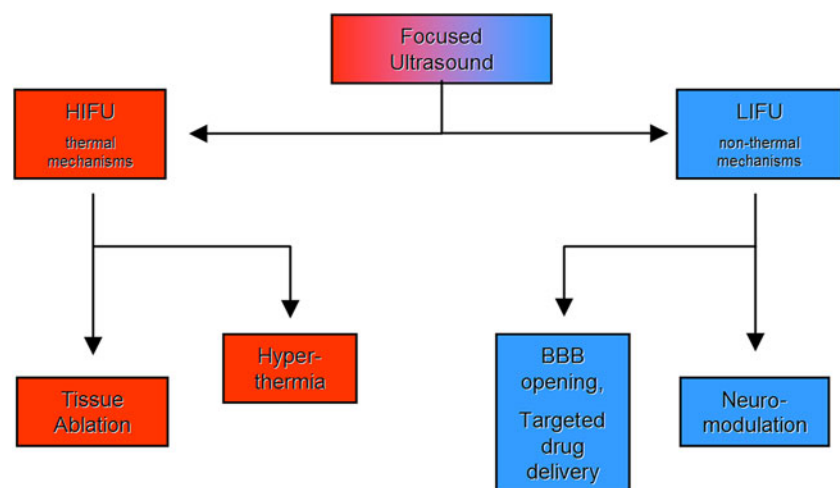 Focused
Ultrasound
HIFU
thermal
mechanisms
LIFU
non-thermal
mechanisms
Tissue
Ablation
Hyper-
thermia
BBB
opening,
Targeted
drug
delivery
Neuro-
modulation